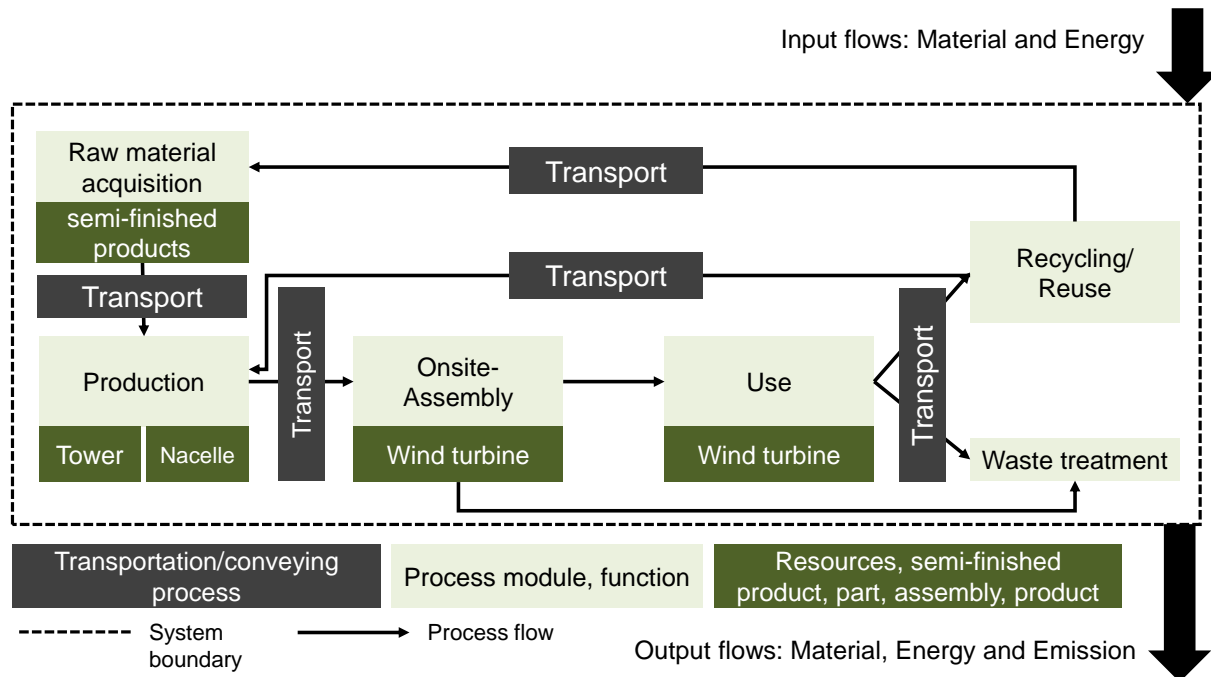 Input flows: Material and Energy
Raw material
acquisition
semi-finished
products
Transport
Transport
Transport
Recycling/
Reuse
Production
Tower
Nacelle
Transport
Onsite-
Assembly
Wind turbine
Use
Wind turbine
Transport
Waste treatment
Transportation/conveying
process
Process module, function
Resources, semi-finished
product, part, assembly, product
System
boundary
Process flow
Output flows: Material, Energy and Emission